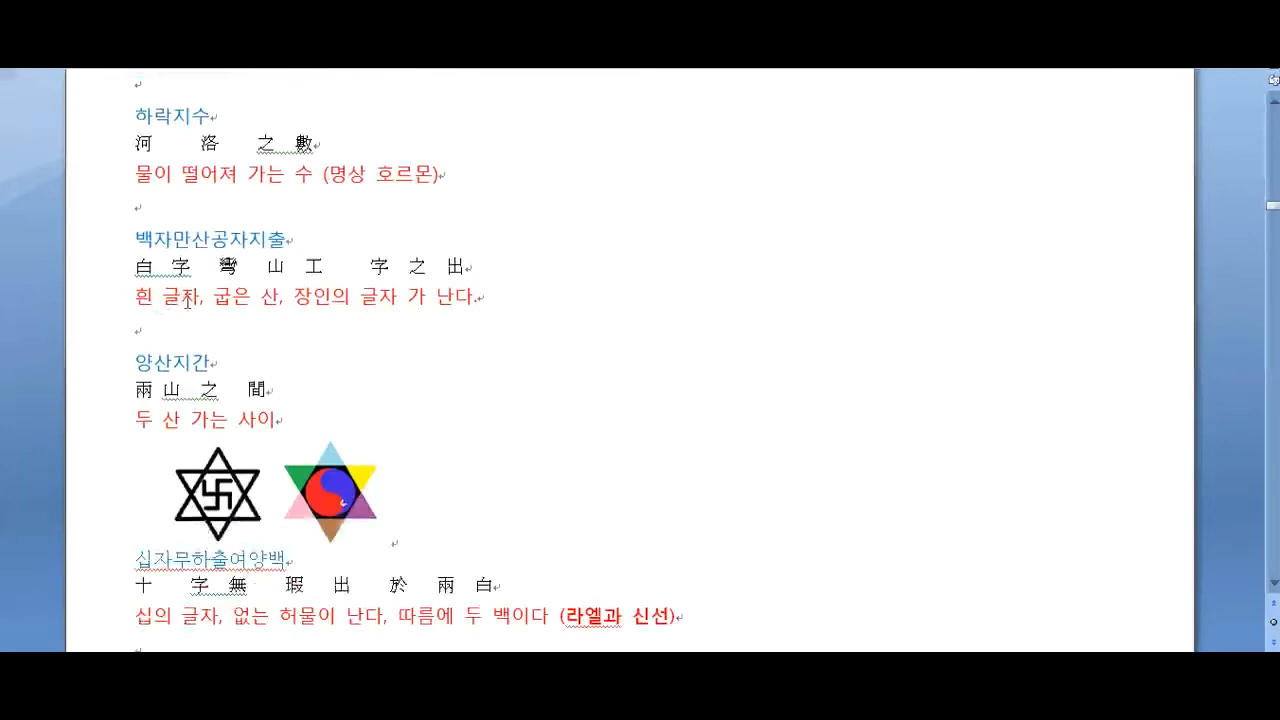 하락지수
河 洛 之 數
물이 떨어져 가는 수 (명상 호르몬)
백자만산공자지출
白 字 彎 山 工 字 之 出
흰 글자, 굽은 산, 장인의 글자 가 난다.
양산지간
兩 山 之 間
두 산 가는 사이
십자무하출여양백
十 字 無 瑕 出 於 兩 白
십의 글자, 없는 허물이 난다, 따름에 두 백이다 (라엘과 신선)